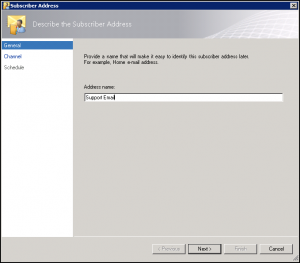 Subscriber Address
Describe the Subscriber Address
General
Channel
Schedule
Provide a name that will make it easy to identify this subscriber address later.
For example, Home e-mail address.
Address name:
Support Email
< Previous
Next >
Finish
Cancel